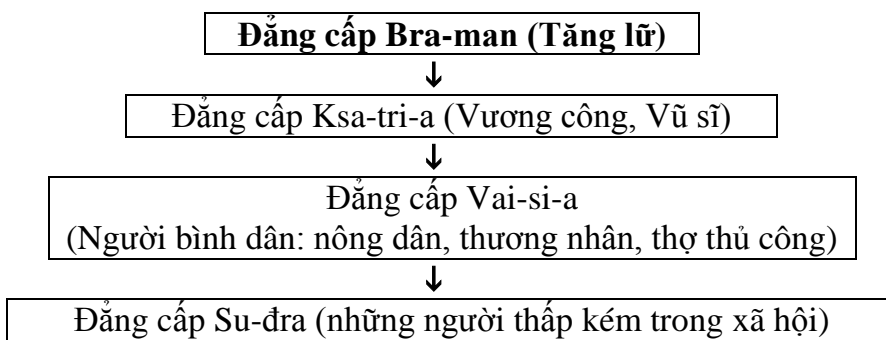 Đẳng cấp Bra-man (Tăng lữ)
Đẳng cấp Ksa-tri-a (Vương công, Vũ sĩ)
Đẳng cấp Vai-si-a
(Người bình dân: nông dân, thương nhân, thợ thủ công)
Đẳng cấp Su-đra (những người thấp kém trong xã hội)